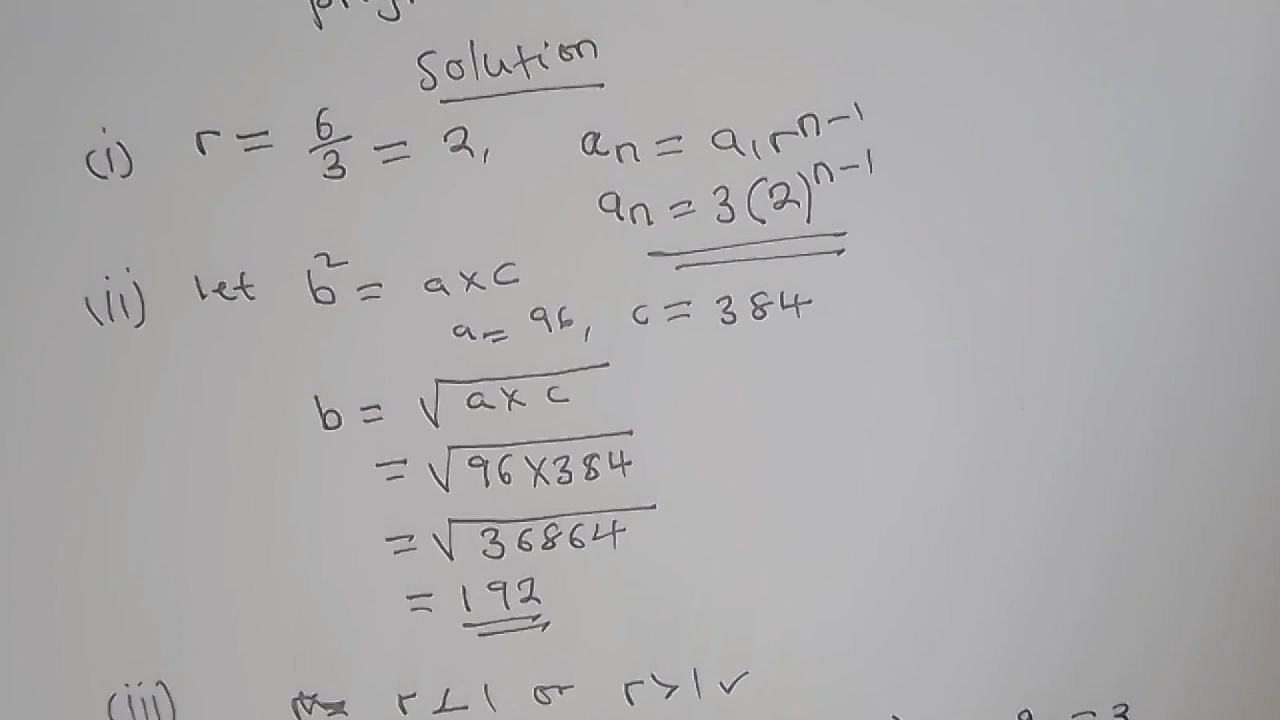 Solution
(i) r = 6/3 = 2, aₙ = a₁rⁿ⁻¹
aₙ = 3(2)ⁿ⁻¹
(ii) let b² = a x c
a = 96, c = 384
b = √a x c
= √96 x 384
= √36864
= 192
(iii) r < 1 or r > 1 ✓
= 3